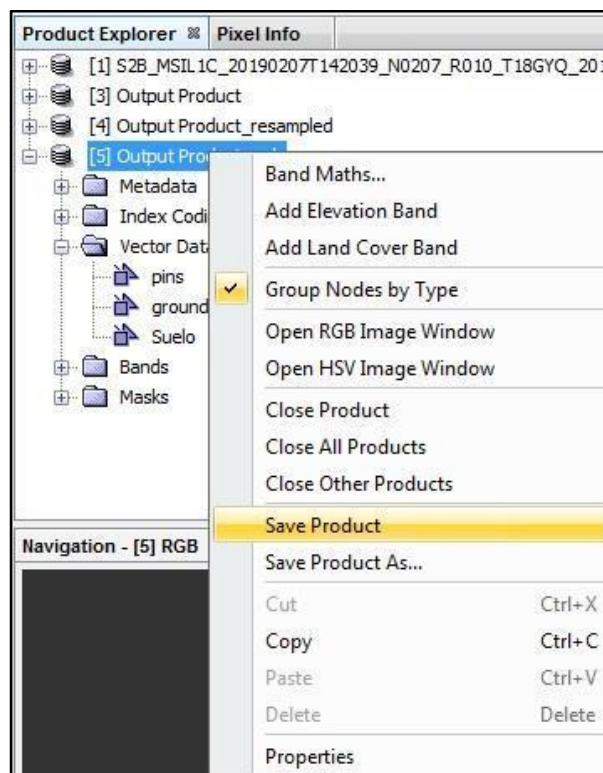 Product Explorer Pixel Info
[1] S2B_MSIL1C_20190207T142039_N0207_R010_T18GYQ_201
[3] Output Product
[4] Output Product_resampled
[5] Output
Metadata
Index Codi
Vector Dat
pins
ground
Suelo
Bands
Masks
Band Maths...
Add Elevation Band
Add Land Cover Band
Group Nodes by Type
Open RGB Image Window
Open HSV Image Window
Close Product
Close All Products
Close Other Products
Save Product
Save Product As...
Cut Ctrl+X
Copy Ctrl+C
Paste Ctrl+V
Delete Delete
Properties
Navigation - [5] RGB